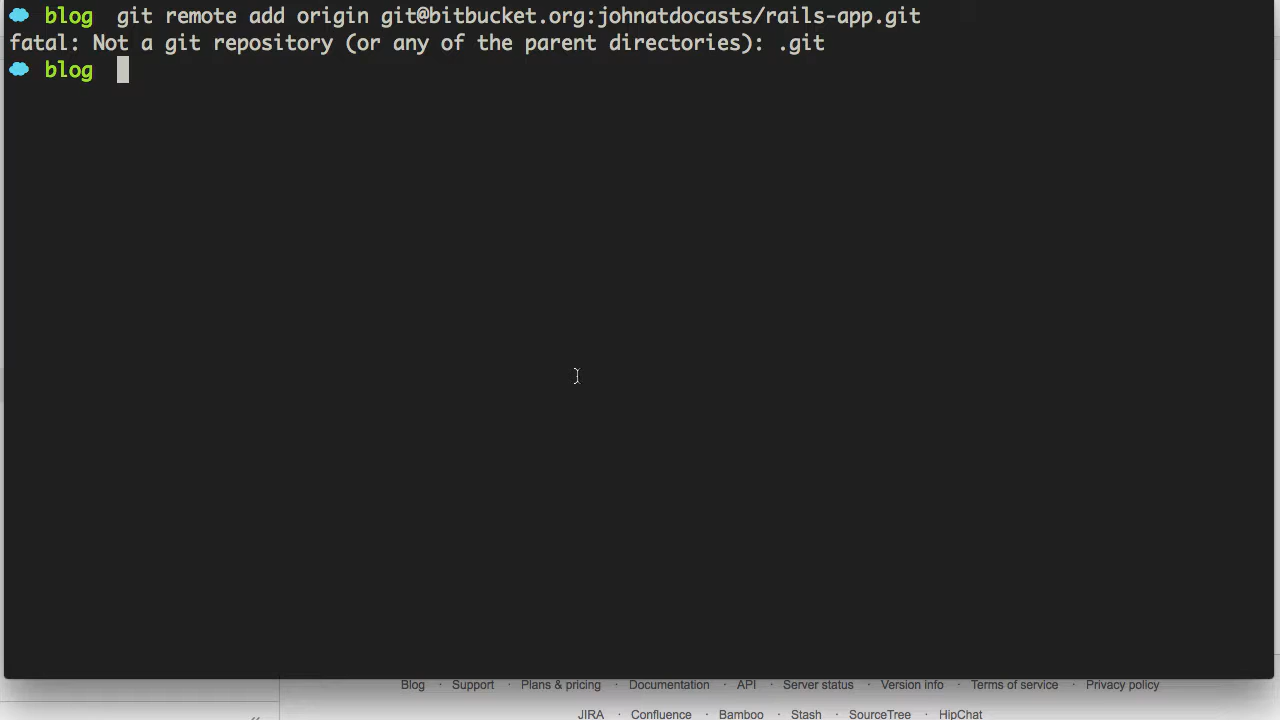 blog git remote add origin git@bitbucket.org:johnatdocasts/rails-app.git
fatal: Not a git repository (or any of the parent directories): .git
blog
Blog · Support · Plans & pricing · Documentation · API · Server status · Version info · Terms of service · Privacy policy
JIRA · Confluence · Bamboo · Stash · SourceTree · HipChat
«